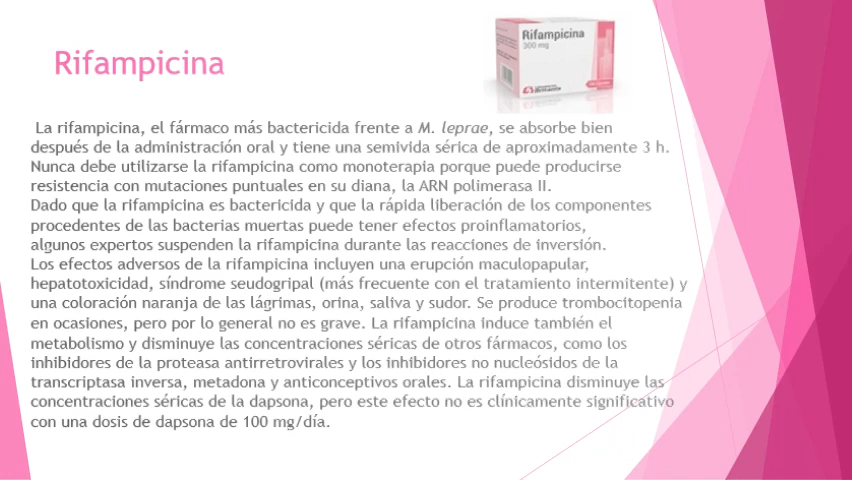 Rifampicina
Rifampicina
300 mg
La rifampicina, el fármaco más bactericida frente a M. leprae, se absorbe bien
después de la administración oral y tiene una semivida sérica de aproximadamente 3 h.
Nunca debe utilizarse la rifampicina como monoterapia porque puede producirse
resistencia con mutaciones puntuales en su diana, la ARN polimerasa II.
Dado que la rifampicina es bactericida y que la rápida liberación de los componentes
procedentes de las bacterias muertas puede tener efectos proinflamatorios,
algunos expertos suspenden la rifampicina durante las reacciones de inversión.
Los efectos adversos de la rifampicina incluyen una erupción maculopapular,
hepatotoxicidad, síndrome seudogripal (más frecuente con el tratamiento intermitente) y
una coloración naranja de las lágrimas, orina, saliva y sudor. Se produce trombocitopenia
en ocasiones, pero por lo general no es grave. La rifampicina induce también el
metabolismo y disminuye las concentraciones séricas de otros fármacos, como los
inhibidores de la proteasa antirretrovirales y los inhibidores no nucleósidos de la
transcriptasa inversa, metadona y anticonceptivos orales. La rifampicina disminuye las
concentraciones séricas de la dapsona, pero este efecto no es clínicamente significativo
con una dosis de dapsona de 100 mg/día.